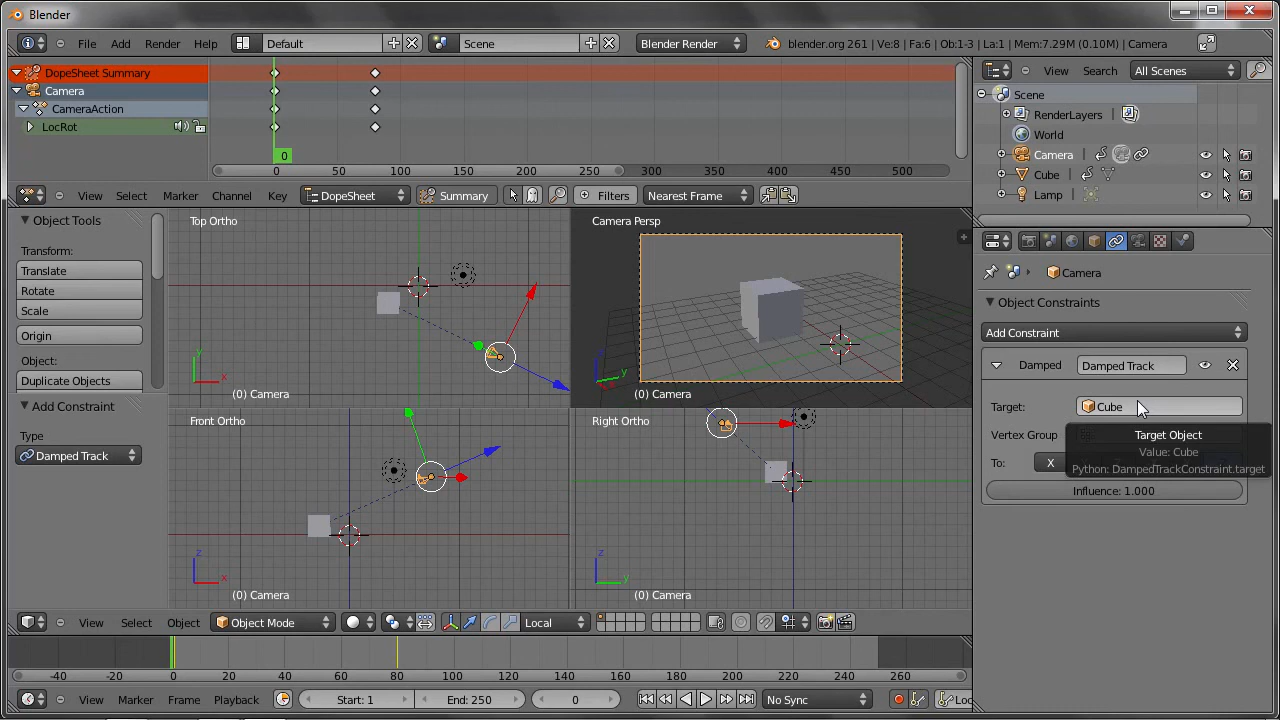 Blender
File Add Render Help Default Scene Blender Render blender.org 261 | Ve:8 | Fa:6 | Ob:1-3 | La:1 | Mem:7.29M (0.10M) | Camera
DopeSheet Summary
Camera
CameraAction
LocRot
0
0 50 100 150 200 250 300 350 400 450 500
View Select Marker Channel Key DopeSheet Summary Filters Nearest Frame
View Search All Scenes
Scene
RenderLayers
World
Camera
Cube
Lamp
Object Tools
Transform:
Translate
Rotate
Scale
Origin
Object:
Duplicate Objects
Add Constraint
Type
Damped Track
Top Ortho
y
x
(0) Camera
Camera Persp
z
y
(0) Camera
Front Ortho
z
x
(0) Camera
Right Ortho
z
y
(0) Camera
Camera
Object Constraints
Add Constraint
Damped Damped Track
Target: Cube
Vertex Group
To: X
Target Object
Value: Cube
Python: DampedTrackConstraint.target
Influence: 1.000
View Select Object Object Mode Local
-40 -20 0 20 40 60 80 100 120 140 160 180 200 220 240 260
View Marker Frame Playback Start: 1 End: 250 0 No Sync Loc